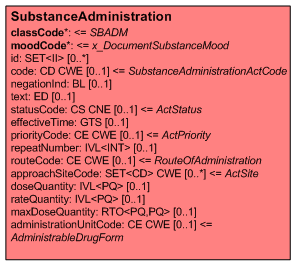 SubstanceAdministration
classCode*: <= SBADM
moodCode*: <= x_DocumentSubstanceMood
id: SET<II> [0..*]
code: CD CWE [0..1] <= SubstanceAdministrationActCode
negationInd: BL [0..1]
text: ED [0..1]
statusCode: CS CNE [0..1] <= ActStatus
effectiveTime: GTS [0..1]
priorityCode: CE CWE [0..1] <= ActPriority
repeatNumber: IVL<INT> [0..1]
routeCode: CE CWE [0..1] <= RouteOfAdministration
approachSiteCode: SET<CD> CWE [0..*] <= ActSite
doseQuantity: IVL<PQ> [0..1]
rateQuantity: IVL<PQ> [0..1]
maxDoseQuantity: RTO<PQ,PQ> [0..1]
administrationUnitCode: CE CWE [0..1] <=
AdministrableDrugForm